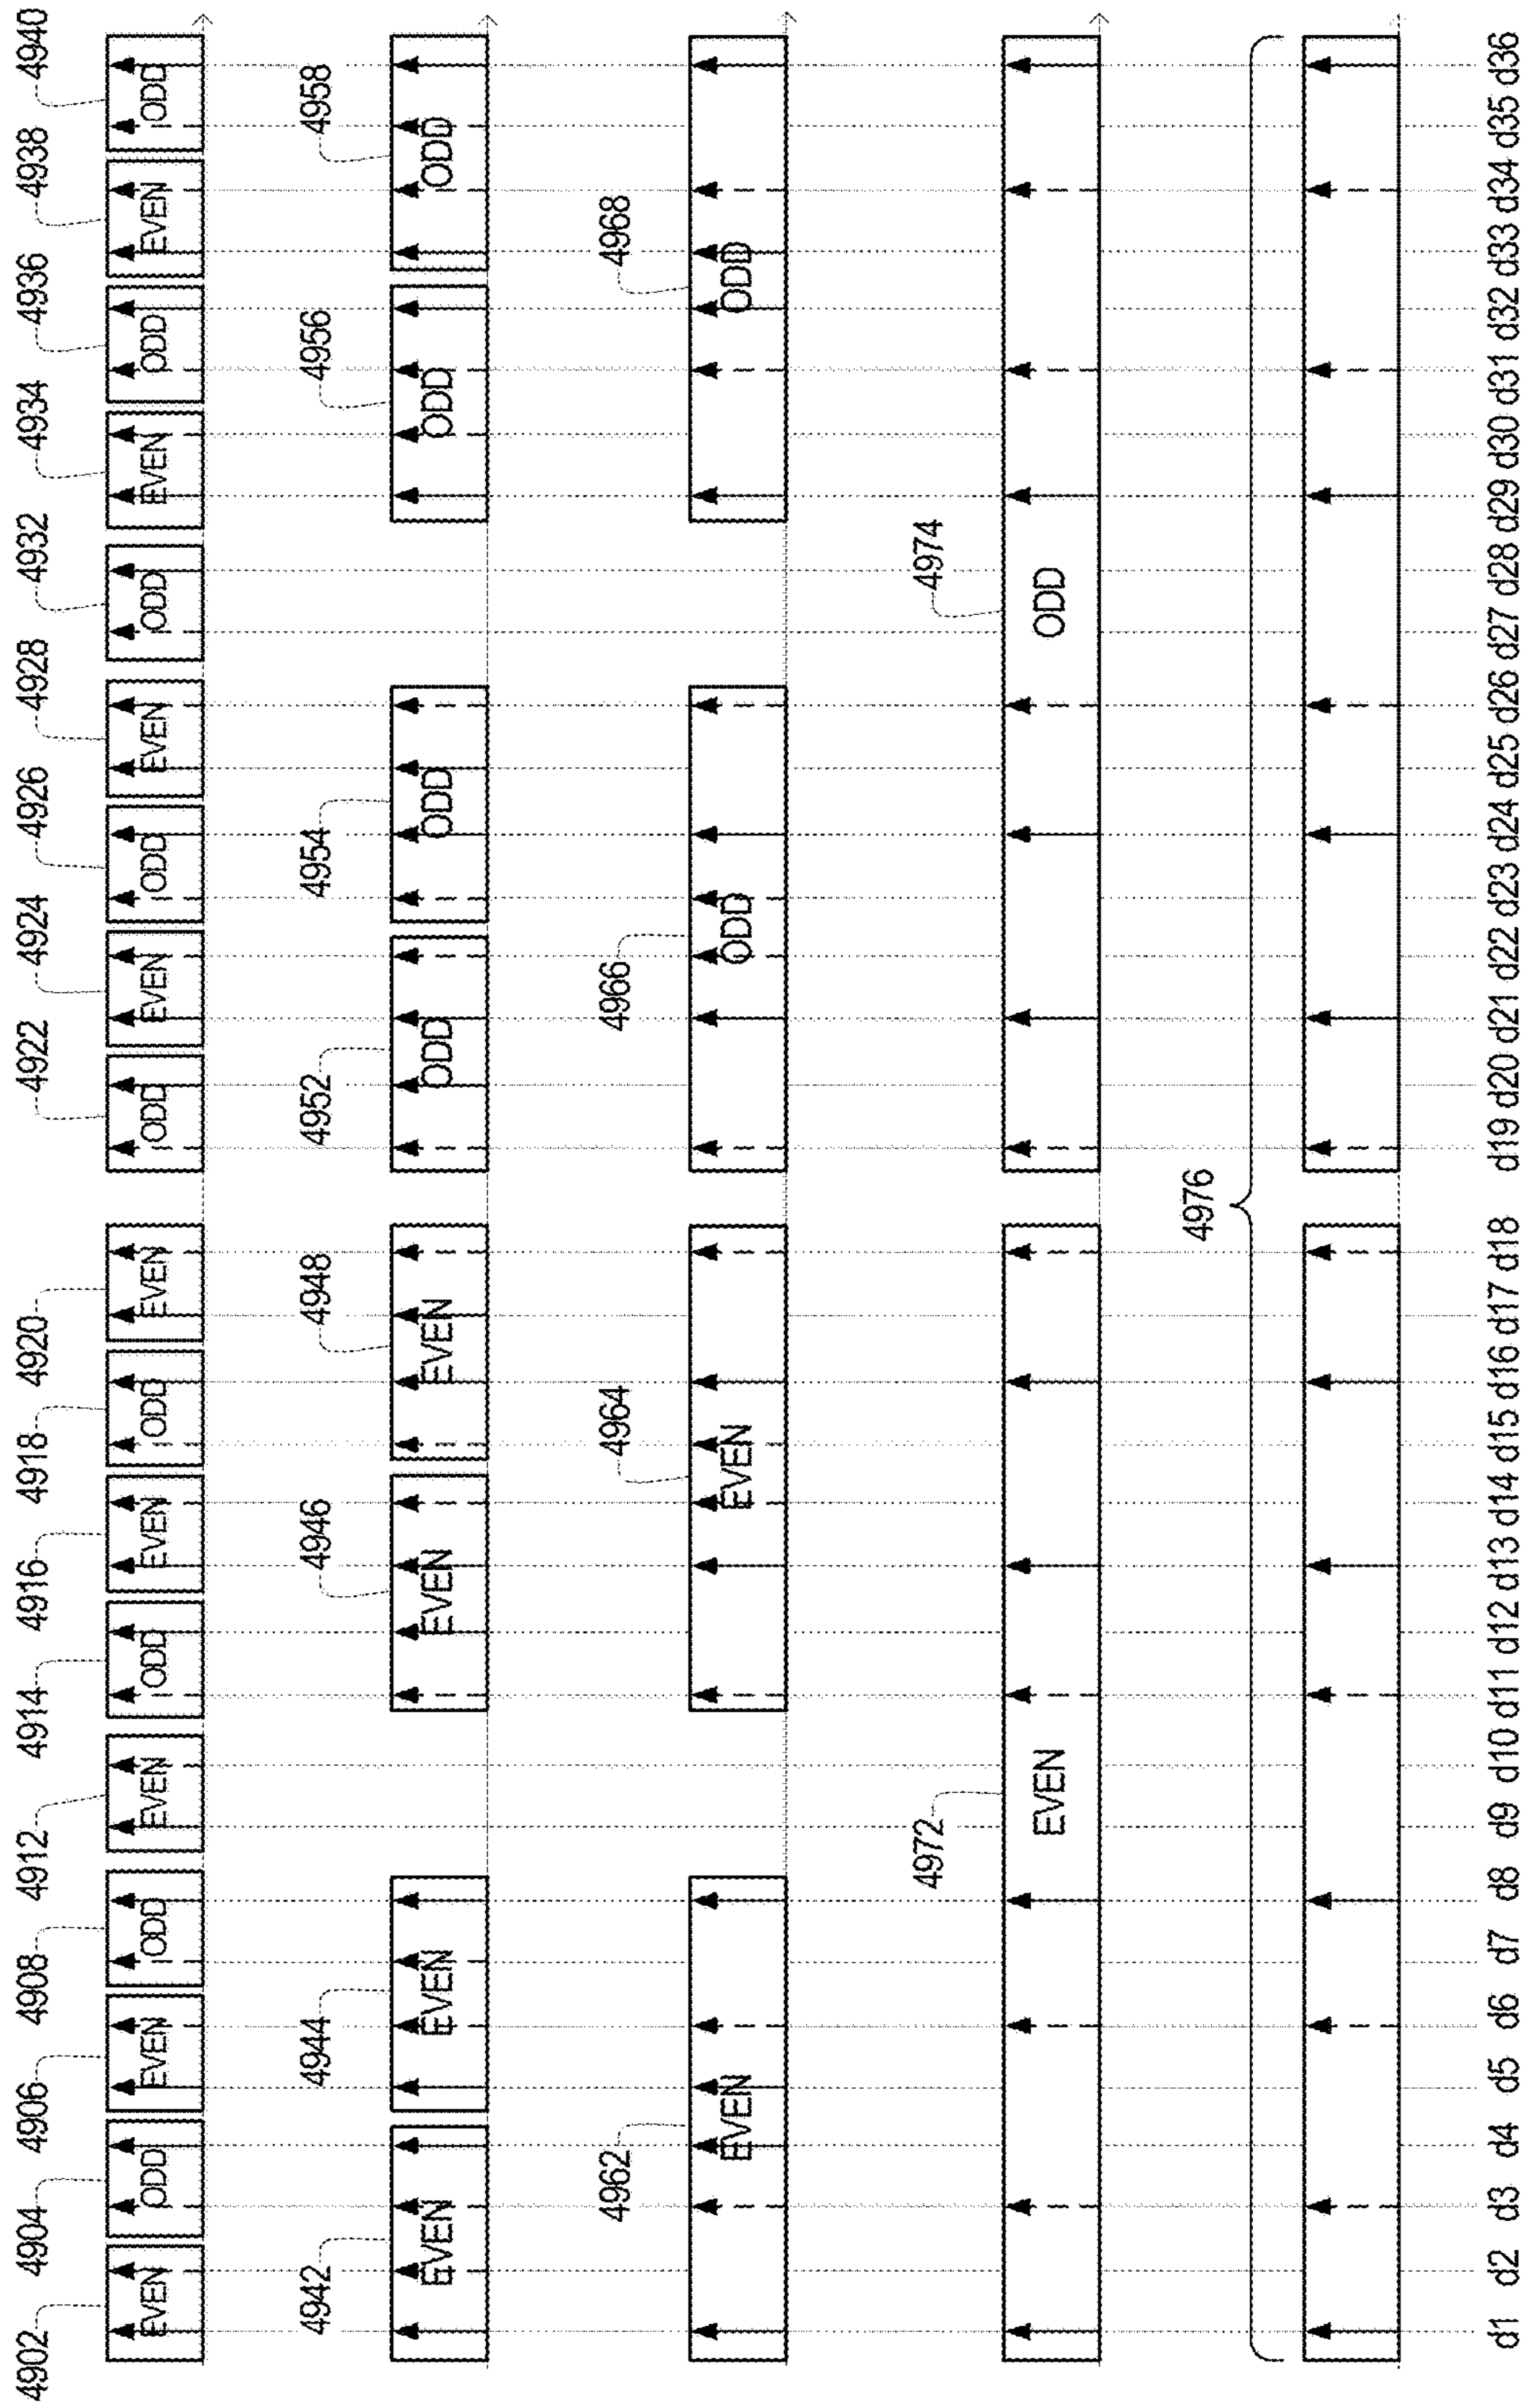 4902 4904 4906 4908 4912 4914 4916 4918 4920 4922 4924 4926 4928 4932 4934 4936 4938 4940
EVEN ODD EVEN ODD EVEN ODD EVEN ODD EVEN ODD EVEN ODD EVEN ODD EVEN ODD EVEN ODD
4942 4944 4946 4948 4952 4954 4956 4958
EVEN EVEN EVEN EVEN ODD ODD ODD ODD
4962 4964 4966 4968
EVEN EVEN ODD ODD
4972 4974
EVEN ODD
4976
d1 d2 d3 d4 d5 d6 d7 d8 d9 d10 d11 d12 d13 d14 d15 d16 d17 d18 d19 d20 d21 d22 d23 d24 d25 d26 d27 d28 d29 d30 d31 d32 d33 d34 d35 d36